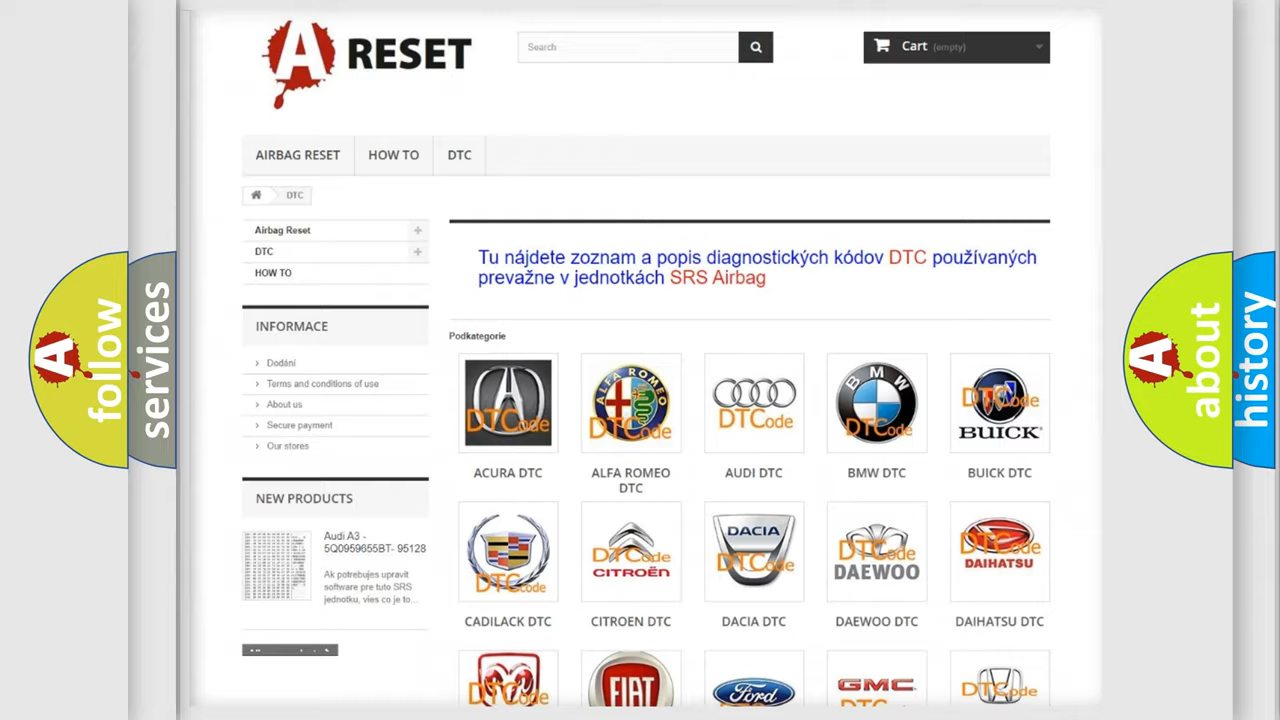 A RESET
Search
Cart (empty)
AIRBAG RESET
HOW TO
DTC
DTC
Airbag Reset
DTC
HOW TO
INFORMACE
Dodání
Terms and conditions of use
About us
Secure payment
Our stores
NEW PRODUCTS
Audi A3 -
5Q0959655BT- 95128
Ak potrebujes upravit
software pre tuto SRS
jednotku, vies co je to...
Tu nájdete zoznam a popis diagnostických kódov DTC používaných
prevažne v jednotkách SRS Airbag
Podkategorie
DTCode
ALFA ROMEO
DTCode
DTCode
BMW
DTCode
DTCode
BUICK
ACURA DTC
ALFA ROMEO
DTC
AUDI DTC
BMW DTC
BUICK DTC
DTCode
DTCode
CITROËN
DACIA
DTCode
DTCode
DAEWOO
DTCode
DAIHATSU
CADILACK DTC
CITROEN DTC
DACIA DTC
DAEWOO DTC
DAIHATSU DTC
DTCode
FIAT
Ford
GMC
DTCode
A follow
services
A about
history